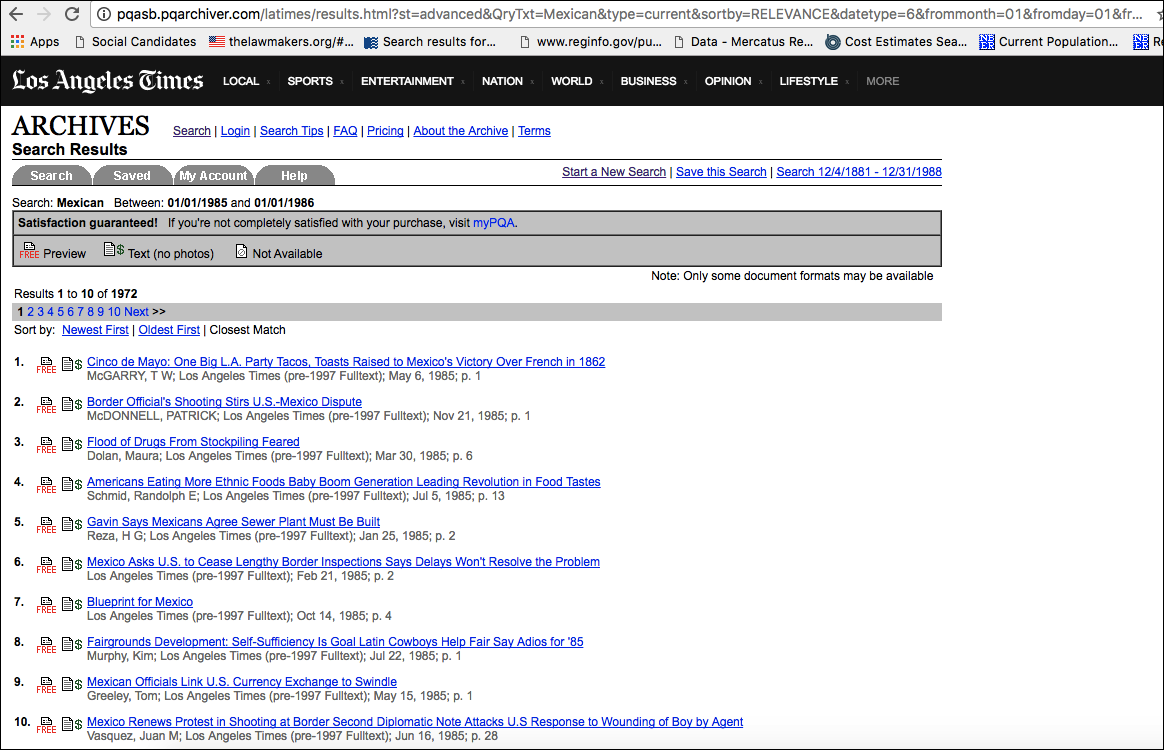 pqasb.pqarchiver.com/latimes/results.html?st=advanced&QryTxt=Mexican&type=current&sortby=RELEVANCE&datetype=6&frommonth=01&fromday=01&fr...
Apps Social Candidates thelawmakers.org/#... Search results for... www.reginfo.gov/pu... Data - Mercatus Re... Cost Estimates Sea... NBER Current Population... NBER Re
Los Angeles Times LOCAL SPORTS ENTERTAINMENT NATION WORLD BUSINESS OPINION LIFESTYLE MORE
ARCHIVES Search | Login | Search Tips | FAQ | Pricing | About the Archive | Terms
Search Results
Search Saved My Account Help Start a New Search | Save this Search | Search 12/4/1881 - 12/31/1988
Search: Mexican Between: 01/01/1985 and 01/01/1986
Satisfaction guaranteed! If you're not completely satisfied with your purchase, visit myPQA.
FREE Preview $ Text (no photos) Not Available
Note: Only some document formats may be available
Results 1 to 10 of 1972
1 2 3 4 5 6 7 8 9 10 Next >>
Sort by: Newest First | Oldest First | Closest Match
1. FREE $ Cinco de Mayo: One Big L.A. Party Tacos, Toasts Raised to Mexico's Victory Over French in 1862
McGARRY, T W; Los Angeles Times (pre-1997 Fulltext); May 6, 1985; p. 1
2. FREE $ Border Official's Shooting Stirs U.S.-Mexico Dispute
McDONNELL, PATRICK; Los Angeles Times (pre-1997 Fulltext); Nov 21, 1985; p. 1
3. FREE $ Flood of Drugs From Stockpiling Feared
Dolan, Maura; Los Angeles Times (pre-1997 Fulltext); Mar 30, 1985; p. 6
4. FREE $ Americans Eating More Ethnic Foods Baby Boom Generation Leading Revolution in Food Tastes
Schmid, Randolph E; Los Angeles Times (pre-1997 Fulltext); Jul 5, 1985; p. 13
5. FREE $ Gavin Says Mexicans Agree Sewer Plant Must Be Built
Reza, H G; Los Angeles Times (pre-1997 Fulltext); Jan 25, 1985; p. 2
6. FREE $ Mexico Asks U.S. to Cease Lengthy Border Inspections Says Delays Won't Resolve the Problem
Los Angeles Times (pre-1997 Fulltext); Feb 21, 1985; p. 2
7. FREE $ Blueprint for Mexico
Los Angeles Times (pre-1997 Fulltext); Oct 14, 1985; p. 4
8. FREE $ Fairgrounds Development: Self-Sufficiency Is Goal Latin Cowboys Help Fair Say Adios for '85
Murphy, Kim; Los Angeles Times (pre-1997 Fulltext); Jul 22, 1985; p. 1
9. FREE $ Mexican Officials Link U.S. Currency Exchange to Swindle
Greeley, Tom; Los Angeles Times (pre-1997 Fulltext); May 15, 1985; p. 1
10. FREE $ Mexico Renews Protest in Shooting at Border Second Diplomatic Note Attacks U.S Response to Wounding of Boy by Agent
Vasquez, Juan M; Los Angeles Times (pre-1997 Fulltext); Jun 16, 1985; p. 28